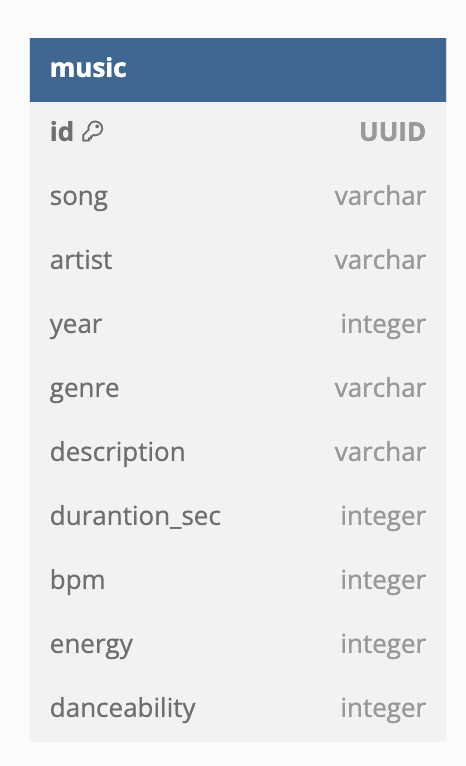 music
id UUID
song varchar
artist varchar
year integer
genre varchar
description varchar
durantion_sec integer
bpm integer
energy integer
danceability integer